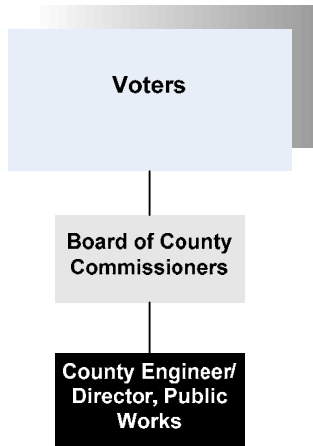 Voters
Board of County
Commissioners
County Engineer/
Director, Public
Works